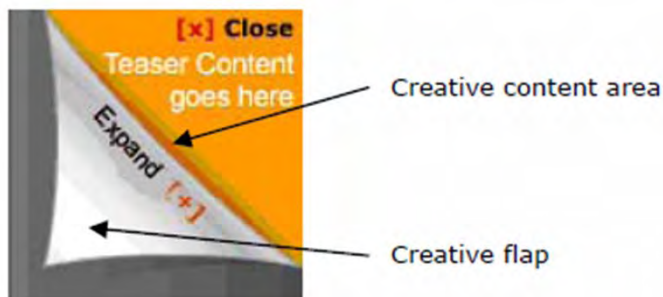 [x] Close
Teaser Content
goes here
Creative content area
Expand [+]
Creative flap